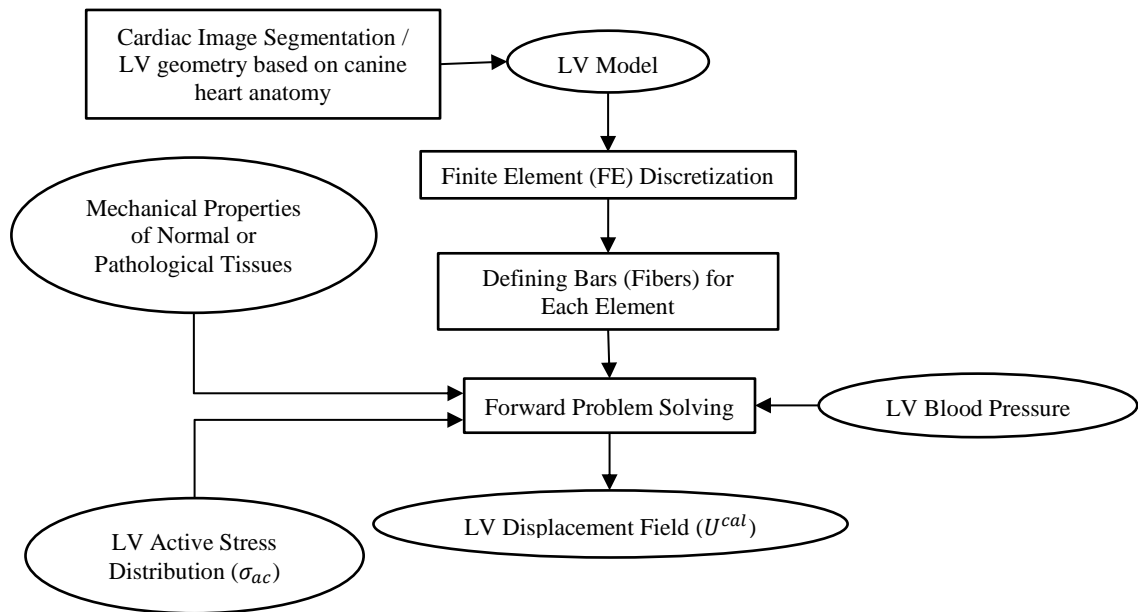 Cardiac Image Segmentation /
LV geometry based on canine
heart anatomy
LV Model
Finite Element (FE) Discretization
Mechanical Properties
of Normal or
Pathological Tissues
Defining Bars (Fibers) for
Each Element
Forward Problem Solving
LV Blood Pressure
LV Displacement Field (𝑈^{𝑐𝑎𝑙})
LV Active Stress
Distribution (𝜎_{𝑎𝑐})